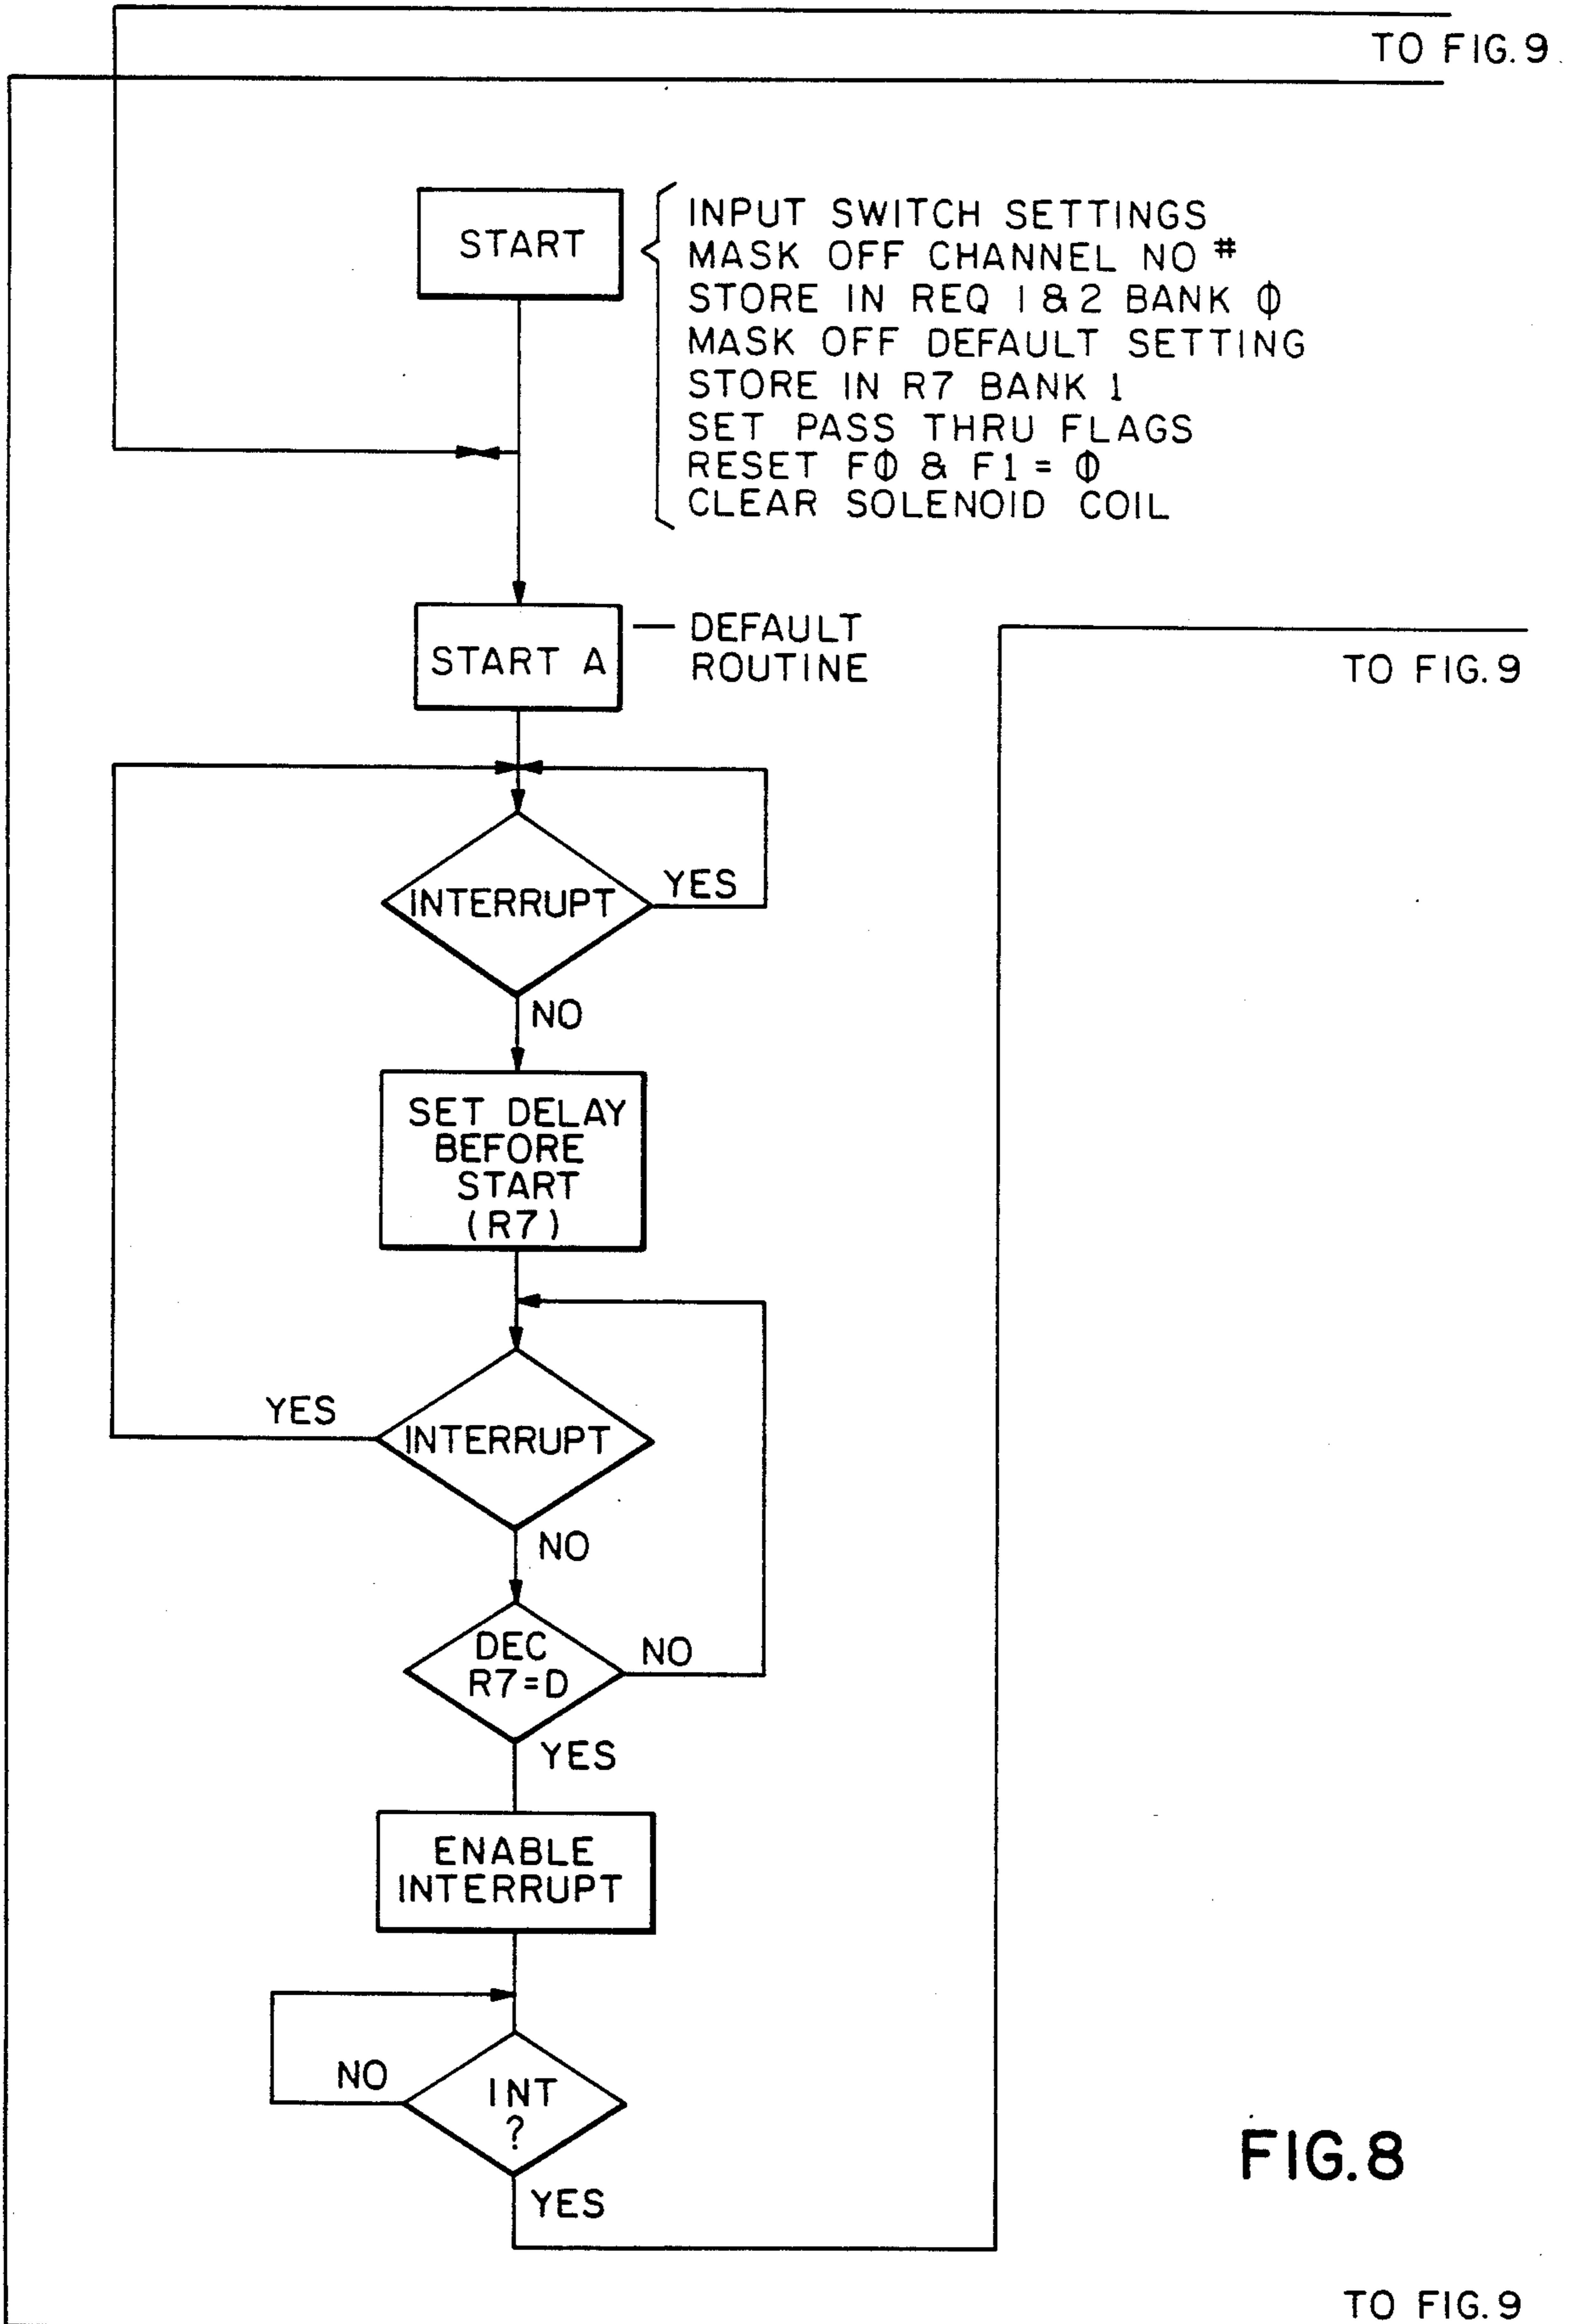 TO FIG. 9
START
INPUT SWITCH SETTINGS
MASK OFF CHANNEL NO #
STORE IN REQ 1 & 2 BANK Φ
MASK OFF DEFAULT SETTING
STORE IN R7 BANK 1
SET PASS THRU FLAGS
RESET FΦ & F1 = Φ
CLEAR SOLENOID COIL
START A
— DEFAULT
ROUTINE
TO FIG. 9
INTERRUPT
YES
NO
SET DELAY
BEFORE
START
(R7)
INTERRUPT
YES
NO
DEC
R7=D
NO
YES
ENABLE
INTERRUPT
INT
?
NO
YES
FIG. 8
TO FIG. 9